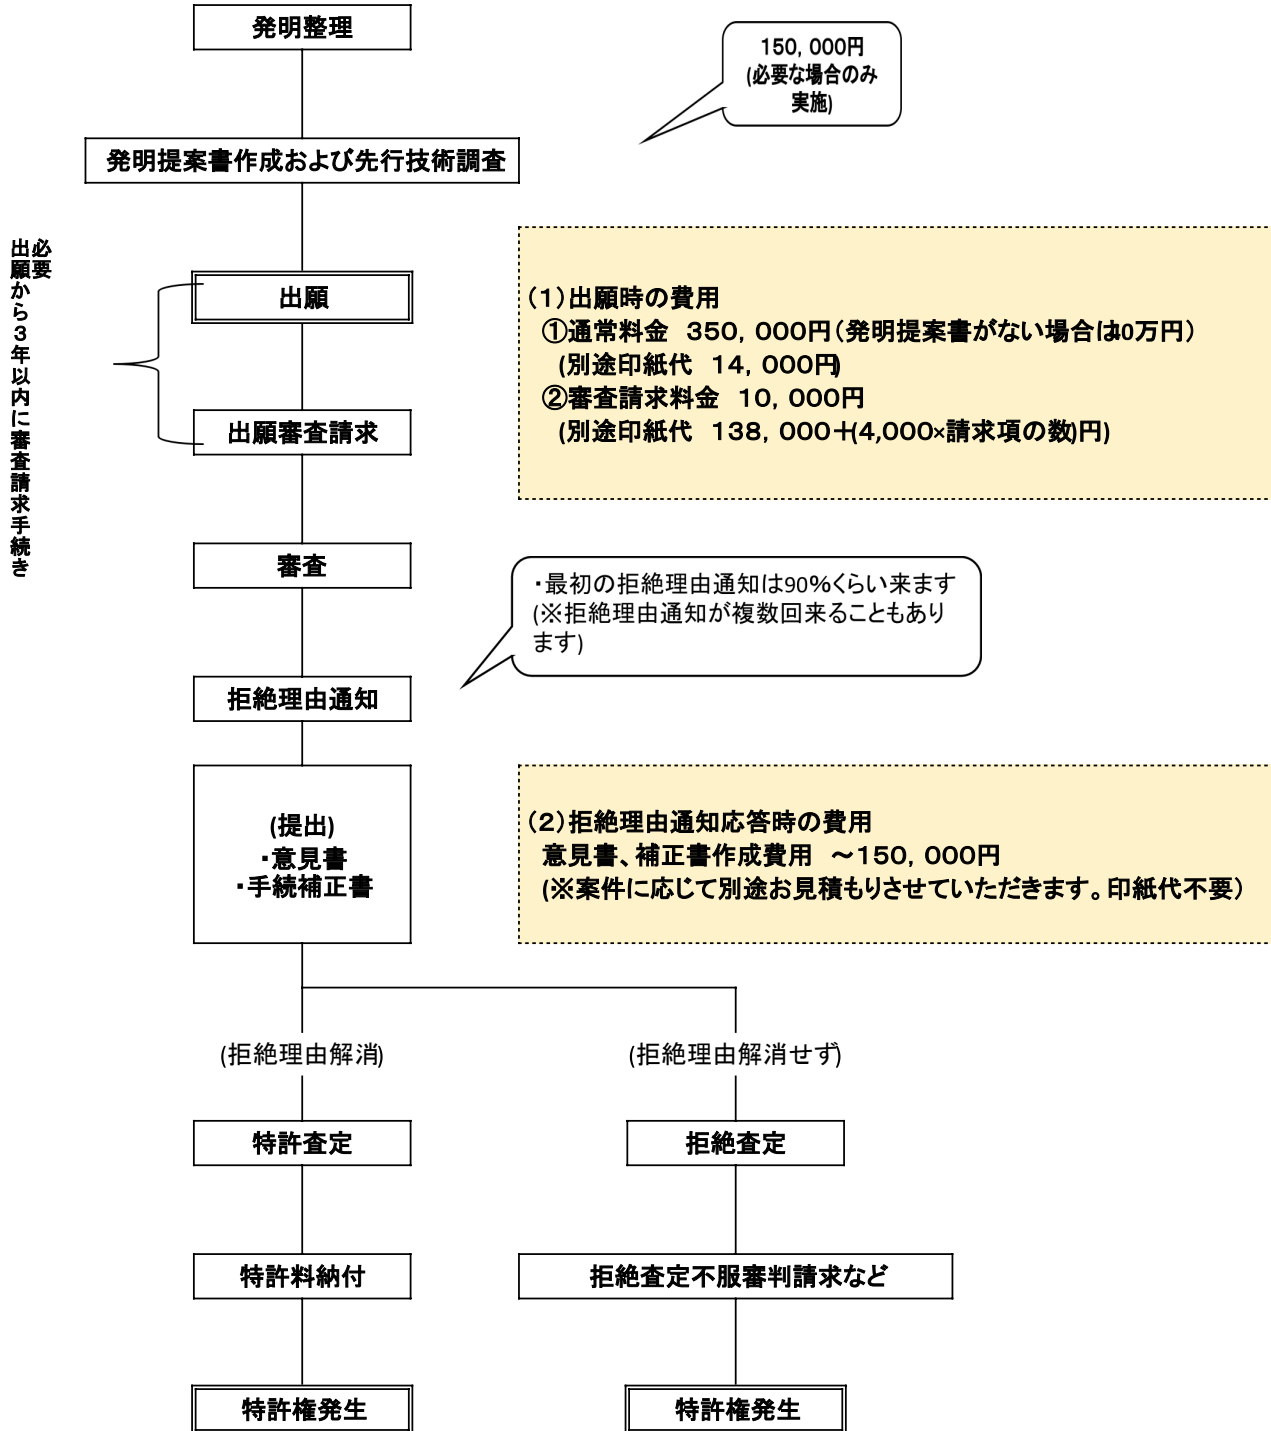 発明整理
150,000円
(必要な場合のみ
実施)
発明提案書作成および先行技術調査
出願から3年以内に審査請求手続き
必要
出願
(1)出願時の費用
①通常料金 350,000円(発明提案書がない場合は40万円)
(別途印紙代 14,000円)
②審査請求料金 10,000円
(別途印紙代 138,000+(4,000×請求項の数)円)
出願審査請求
審査
・最初の拒絶理由通知は90%くらい来ます
(※拒絶理由通知が複数回来ることもあり
ます)
拒絶理由通知
(提出)
・意見書
・手続補正書
(2)拒絶理由通知応答時の費用
意見書、補正書作成費用 ~150,000円
(※案件に応じて別途お見積もりさせていただきます。印紙代不要)
(拒絶理由解消)
(拒絶理由解消せず)
特許査定
拒絶査定
特許料納付
拒絶査定不服審判請求など
特許権発生
特許権発生